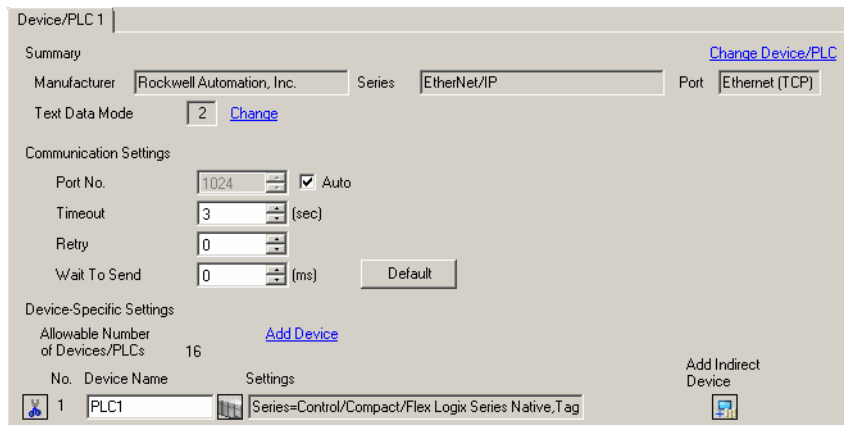 Device/PLC 1
Summary
Change Device/PLC
Manufacturer Rockwell Automation, Inc. Series EtherNet/IP Port Ethernet (TCP)
Text Data Mode 2 Change
Communication Settings
Port No. 1024 Auto
Timeout 3 (sec)
Retry 0
Wait To Send 0 (ms) Default
Device-Specific Settings
Allowable Number Add Device
of Devices/PLCs 16
Add Indirect
No. Device Name Settings Device
1 PLC1 Series=Control/Compact/Flex Logix Series Native,Tag